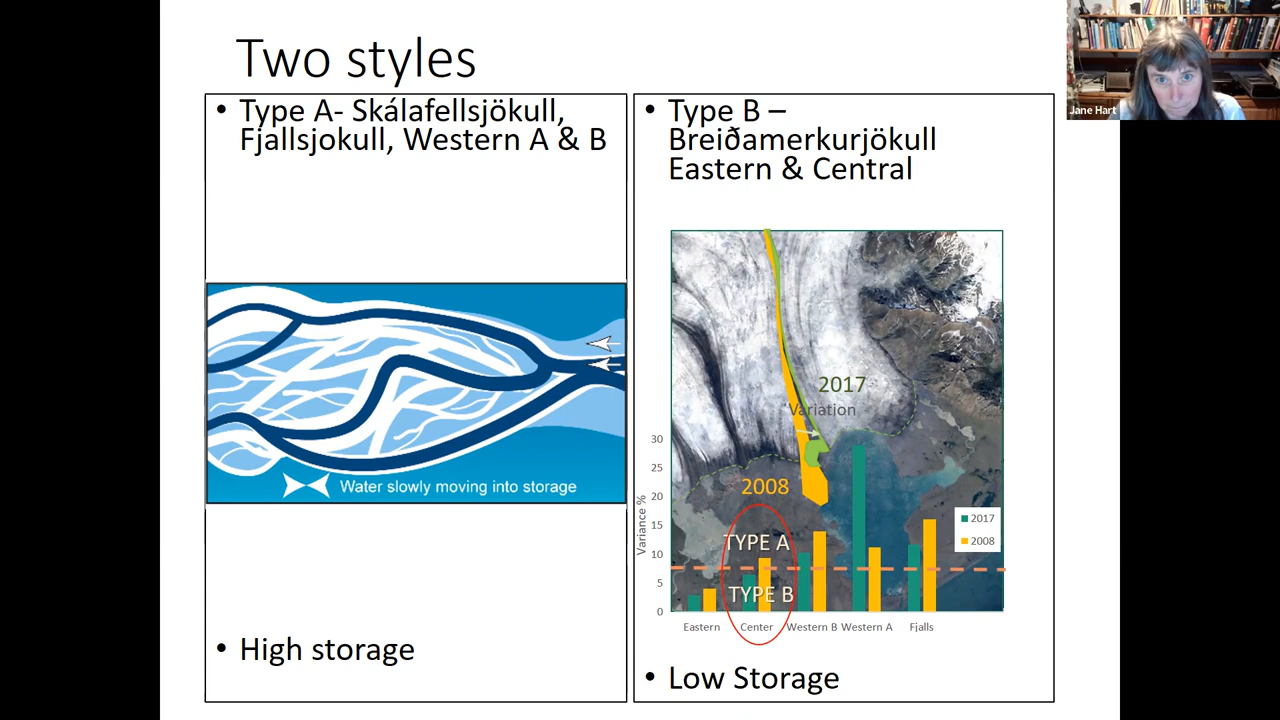 Two styles
Jane Hart
• Type A- Skálafellsjökull,
Fjallsjokull, Western A & B
Water slowly moving into storage
• High storage
• Type B –
Breiðamerkurjökull
Eastern & Central
2017
Variation
2008
TYPE A
TYPE B
Variance %
30
25
20
15
10
5
0
Eastern
Center
Western B
Western A
Fjalls
2017
2008
• Low Storage